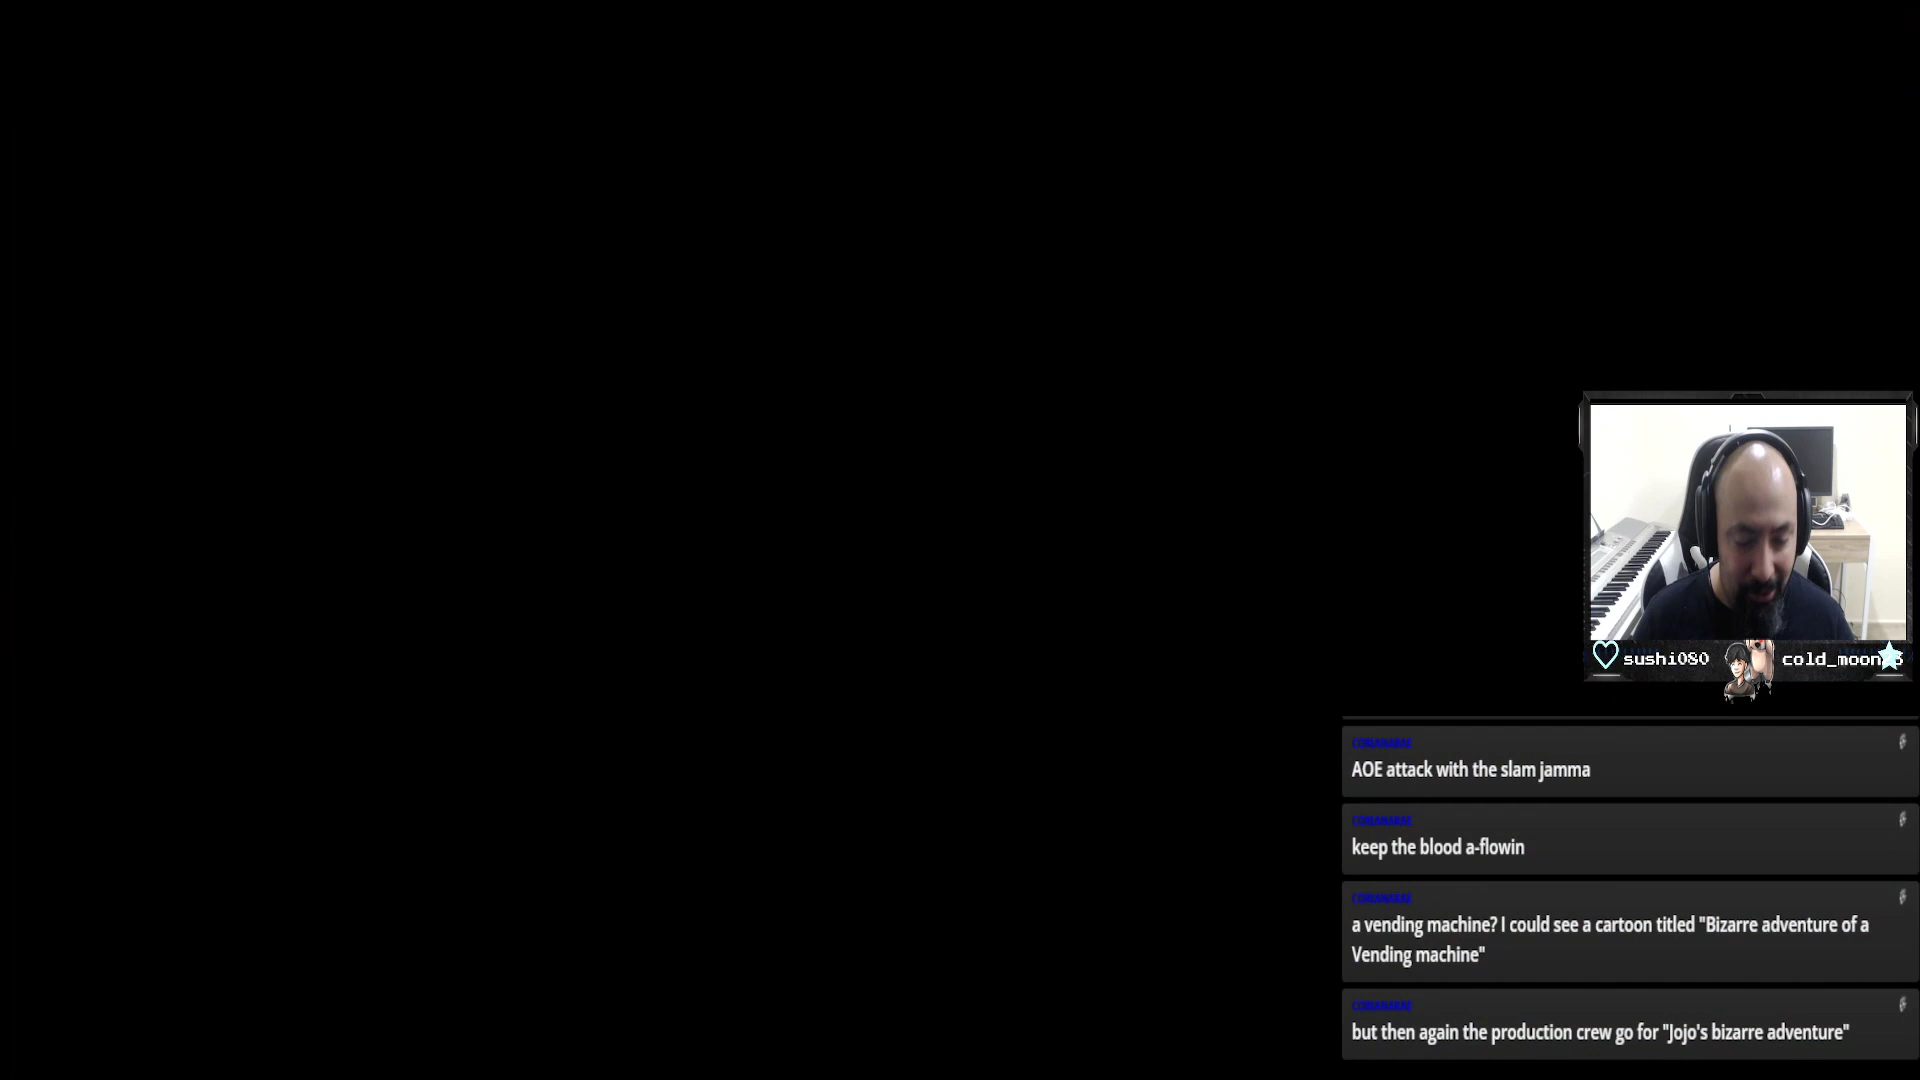 sushi080
cold_moon
AOE attack with the slam jamma
keep the blood a-flowin
a vending machine? I could see a cartoon titled "Bizarre adventure of a
Vending machine"
but then again the production crew go for "Jojo's bizarre adventure"